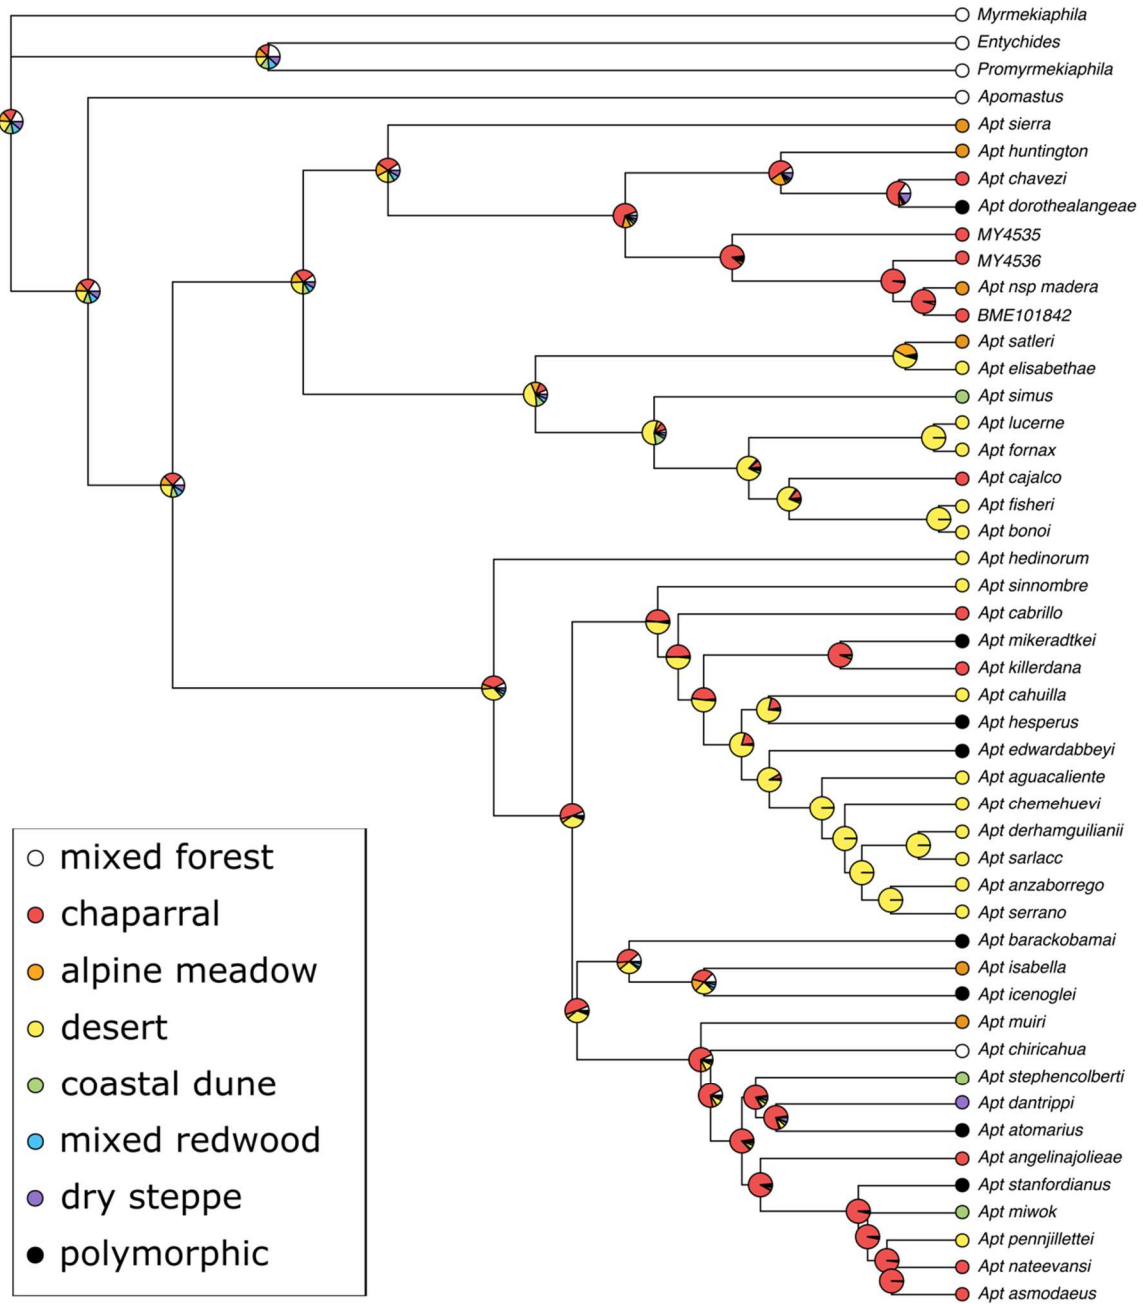 Myrmekiaphila
Entychides
Promyrmekiaphila
Apomastus
Apt sierra
Apt huntington
Apt chavezi
Apt dorothealangeae
MY4535
MY4536
Apt nsp madera
BME101842
Apt satleri
Apt elisabethae
Apt simus
Apt lucerne
Apt fornax
Apt cajalco
Apt fisheri
Apt bonoi
Apt hedinorum
Apt sinnombre
Apt cabrillo
Apt mikeradtkei
Apt killerdana
Apt cahuilla
Apt hesperus
Apt edwardabbeyi
Apt aguacaliente
Apt chemehuevi
Apt derhamguilianii
Apt sarlacc
Apt anzaborrego
Apt serrano
Apt barackobamai
Apt isabella
Apt icenoglei
Apt muiri
Apt chiricahua
Apt stephencolberti
Apt dantrippi
Apt atomarius
Apt angelinajolieae
Apt stanfordianus
Apt miwok
Apt pennjillettei
Apt nateevansi
Apt asmodaeus
mixed forest
chaparral
alpine meadow
desert
coastal dune
mixed redwood
dry steppe
polymorphic